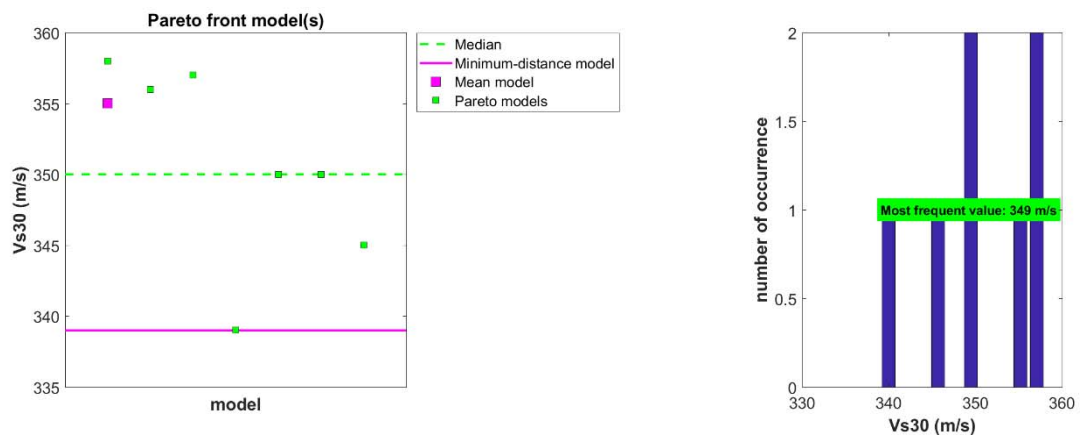 Pareto front model(s)
360
355
350
345
340
335
Vs30 (m/s)
model
Median
Minimum-distance model
Mean model
Pareto models
2
1.5
1
0.5
0
number of occurrence
Most frequent value: 349 m/s
330
340
350
360
Vs30 (m/s)